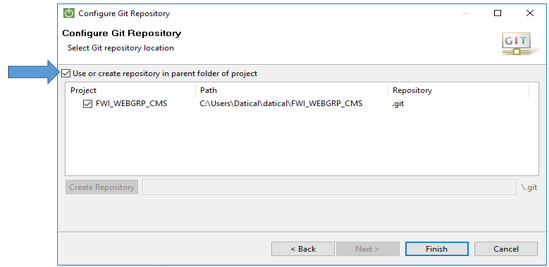 Configure Git Repository
Configure Git Repository
Select Git repository location
GIT
Use or create repository in parent folder of project
Project Path Repository
FWI_WEBGRP_CMS C:\Users\Datical\datical\FWI_WEBGRP_CMS .git
Create Repository \.git
< Back Next > Finish Cancel